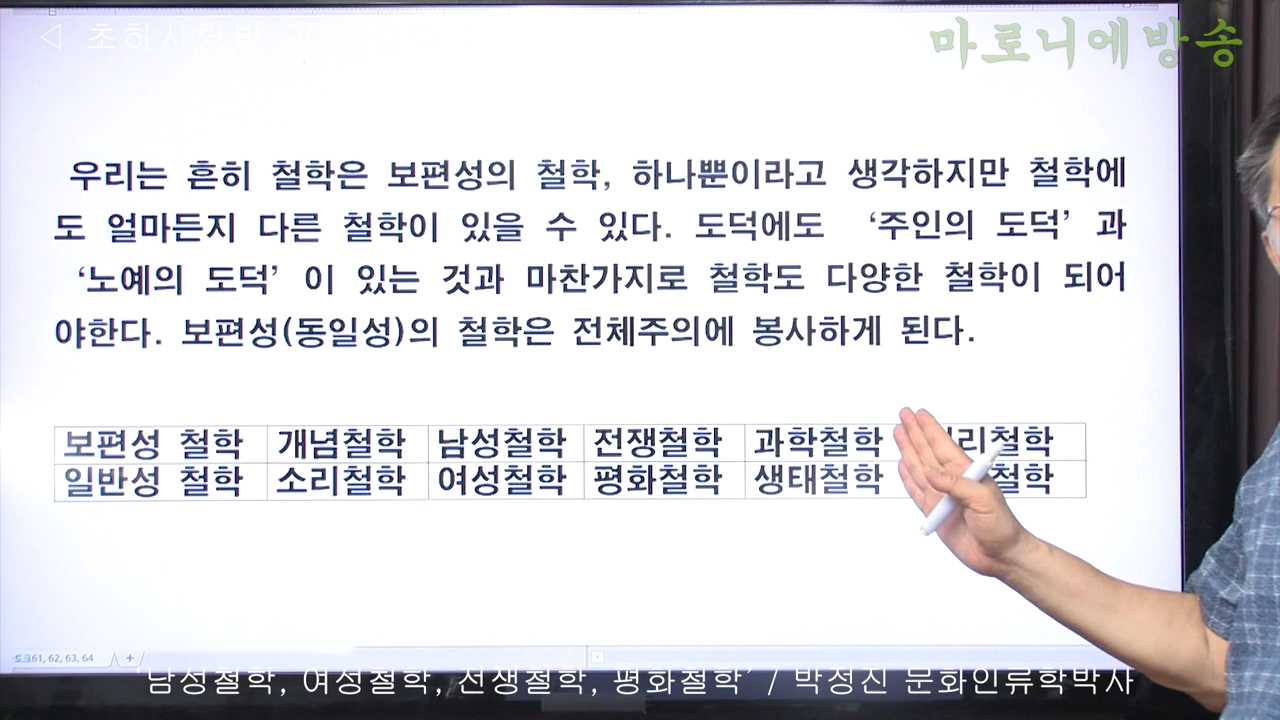 마로니에방송
우리는 흔히 철학은 보편성의 철학, 하나뿐이라고 생각하지만 철학에
도 얼마든지 다른 철학이 있을 수 있다. 도덕에도 ‘주인의 도덕’ 과
‘노예의 도덕’ 이 있는 것과 마찬가지로 철학도 다양한 철학이 되어
야한다. 보편성(동일성)의 철학은 전체주의에 봉사하게 된다.
보편성 철학 개념철학 남성철학 전쟁철학 과학철학
일반성 철학 소리철학 여성철학 평화철학 생태철학 철학
61, 62, 63, 64 +
‘남성철학, 여성철학, 전쟁철학, 평화철학’ / 박정진 문화인류학박사